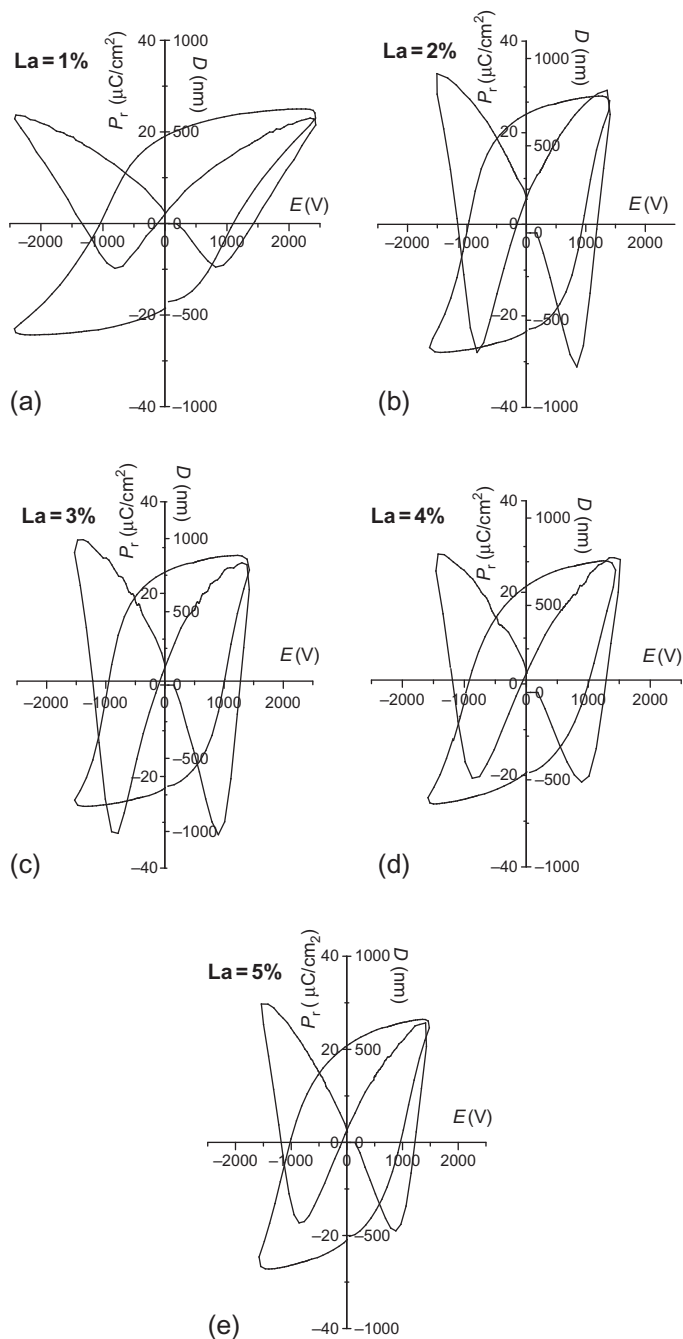 La = 1%
P_r (μC/cm²)
D (nm)
40
1000
20
500
E (V)
–2000 –1000 0 0 1000 2000
–20
–500
–40
–1000
(a)
La = 2%
P_r (μC/cm²)
D (nm)
40
1000
20
500
E (V)
–2000 –1000 0 0 1000 2000
–20
–500
–40
–1000
(b)
La = 3%
P_r (μC/cm²)
D (nm)
40
1000
20
500
E (V)
–2000 –1000 0 0 1000 2000
–500
–20
–1000
–40
(c)
La = 4%
P_r (μC/cm²)
D (nm)
40
1000
20
500
E (V)
–2000 –1000 0 0 1000 2000
–20
–500
–40
–1000
(d)
La = 5%
P_r ( μC/cm₂)
D (nm)
40
1000
20
500
E (V)
–2000 –1000 0 0 1000 2000
–20
–500
–40
–1000
(e)